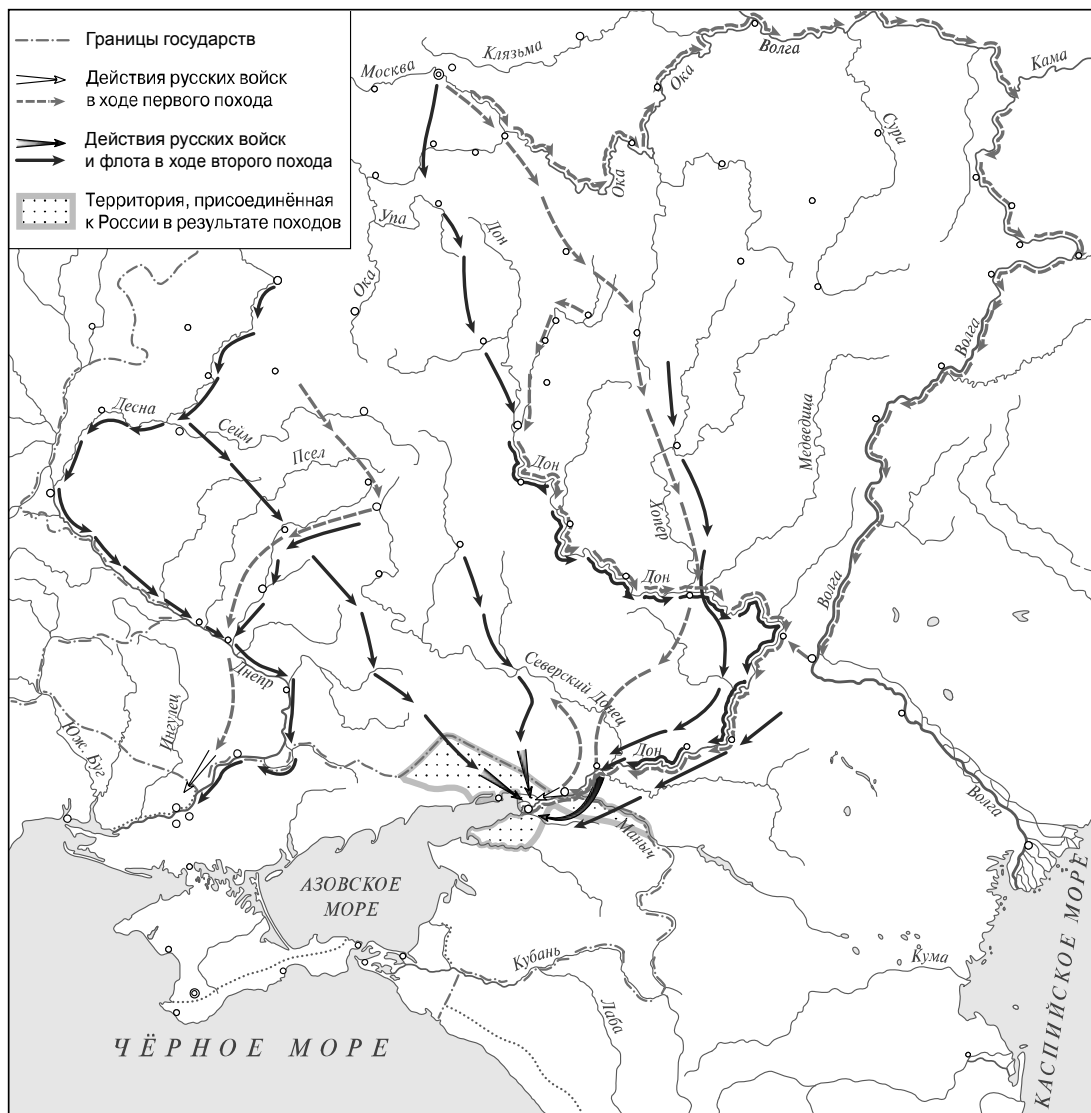 Границы государств
Действия русских войск
в ходе первого похода
Действия русских войск
и флота в ходе второго похода
Территория, присоединённая
к России в результате походов
Москва
Клязьма
Волга
Ока
Кама
Сура
Ока
Упа
Дон
Ока
Волга
Десна
Сейм
Псел
Медведица
Дон
Хопер
Волга
Дон
Днепр
Северский Донец
Ингулец
Юж. Буг
Дон
Волга
Маныч
АЗОВСКОЕ
МОРЕ
Кубань
Кума
Лаба
ЧЁРНОЕ МОРЕ
КАСПИЙСКОЕ МОРЕ